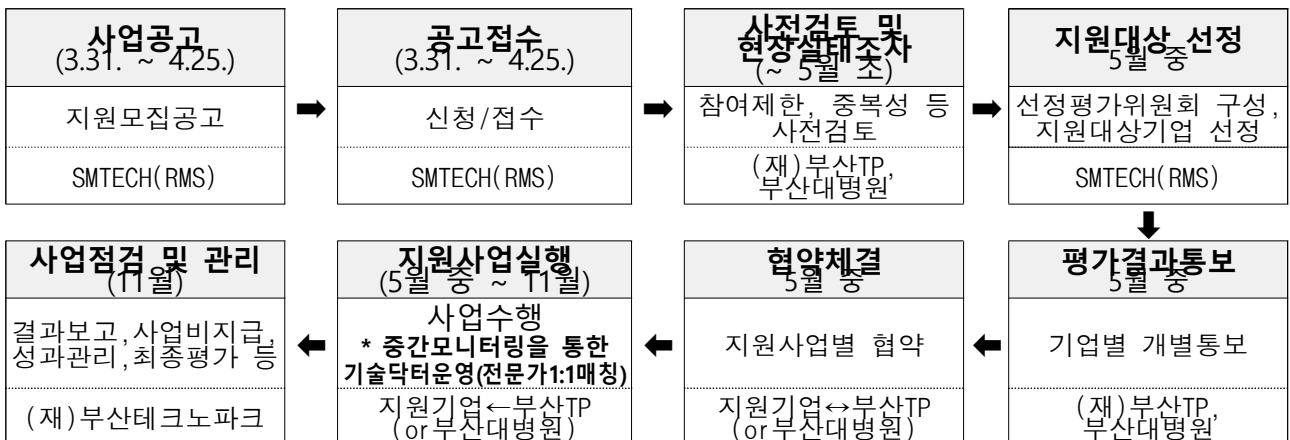 사업공고
(3.31. ~ 4.25.)
지원모집공고
SMTECH(RMS)
➡
공고접수
(3.31. ~ 4.25.)
신청/접수
SMTECH(RMS)
➡
사전검토 및
현장실태조사
(~ 5월 초)
참여제한, 중복성 등
사전검토
(재)부산TP,
부산대병원
➡
지원대상 선정
5월 중
선정평가위원회 구성,
지원대상기업 선정
SMTECH(RMS)
⬇
평가결과통보
5월 중
기업별 개별통보
(재)부산TP,
부산대병원
⬅
협약체결
5월 중
지원사업별 협약
지원기업↔부산TP
(or부산대병원)
⬅
지원사업실행
(5월 중 ~ 11월)
사업수행
* 중간모니터링을 통한
기술닥터운영(전문가1:1매칭)
지원기업←부산TP
(or부산대병원)
⬅
사업점검 및 관리
(11월)
결과보고,사업비지급,
성과관리,최종평가 등
(재)부산테크노파크